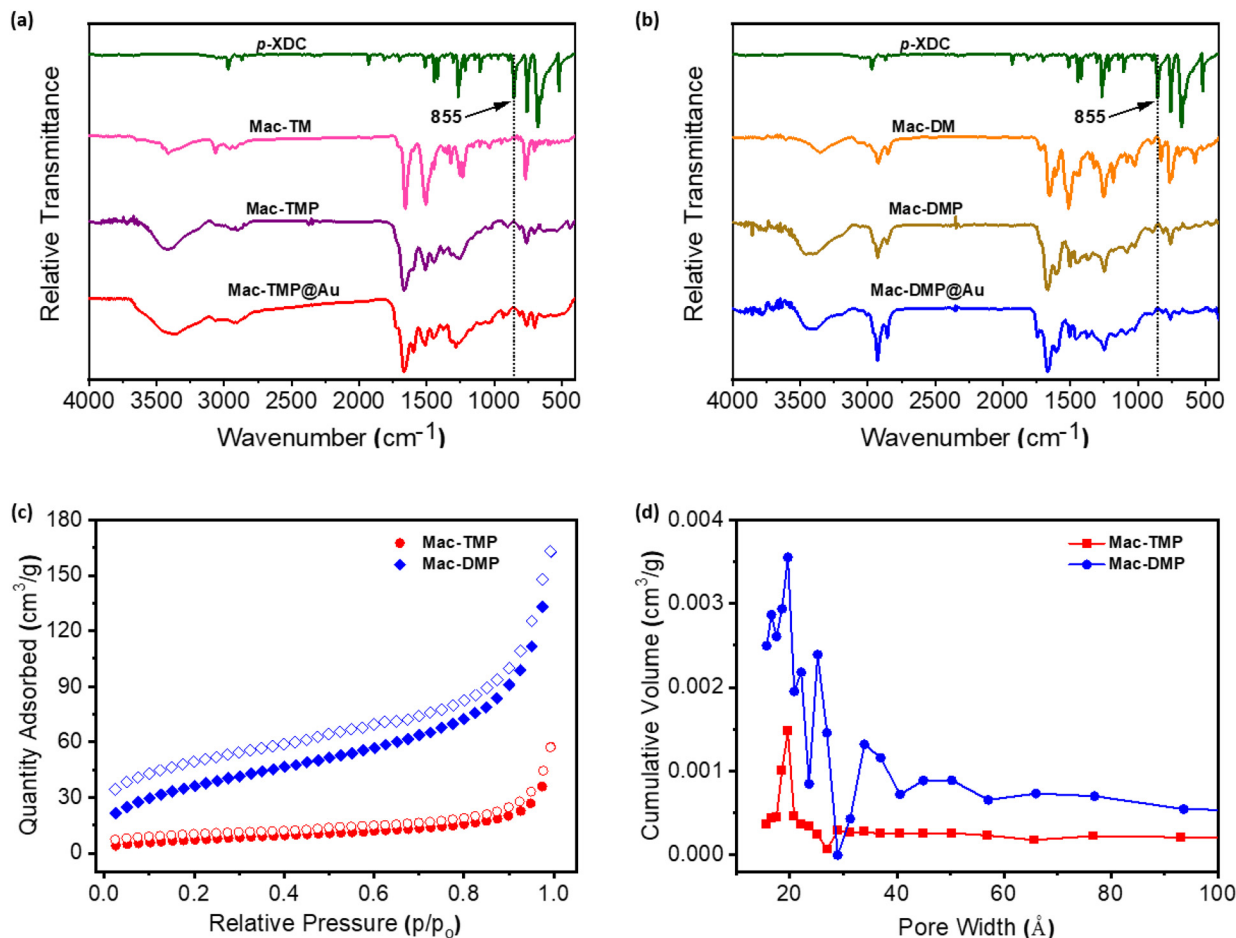 (a)
p-XDC
855
Mac-TM
Mac-TMP
Mac-TMP@Au
Relative Transmittance
4000 3500 3000 2500 2000 1500 1000 500
Wavenumber (cm-1)
(b)
p-XDC
855
Mac-DM
Mac-DMP
Mac-DMP@Au
Relative Transmittance
4000 3500 3000 2500 2000 1500 1000 500
Wavenumber (cm-1)
(c)
180
150
120
90
60
30
0
Quantity Adsorbed (cm3/g)
Mac-TMP
Mac-DMP
0.0 0.2 0.4 0.6 0.8 1.0
Relative Pressure (p/po)
(d)
0.004
0.003
0.002
0.001
0.000
Cumulative Volume (cm3/g)
Mac-TMP
Mac-DMP
20 40 60 80 100
Pore Width (Å)